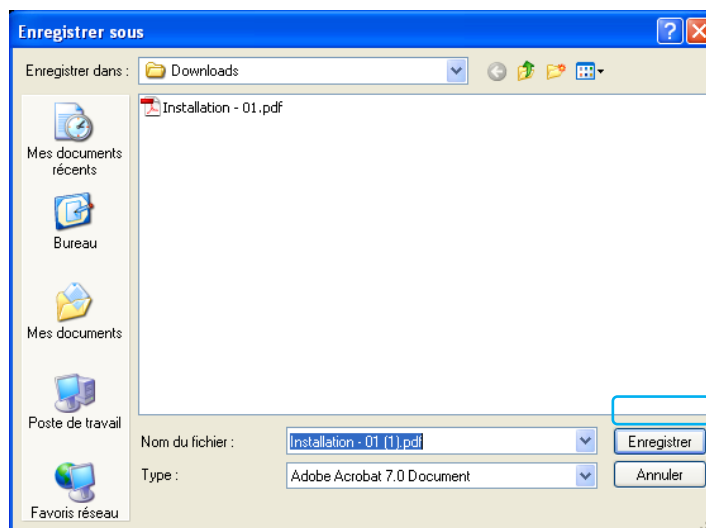 Enregistrer sous
Enregistrer dans :
Downloads
Installation - 01.pdf
Mes documents
récents
Bureau
Mes documents
Poste de travail
Favoris réseau
Nom du fichier :
Installation - 01 (1).pdf
Enregistrer
Type :
Adobe Acrobat 7.0 Document
Annuler